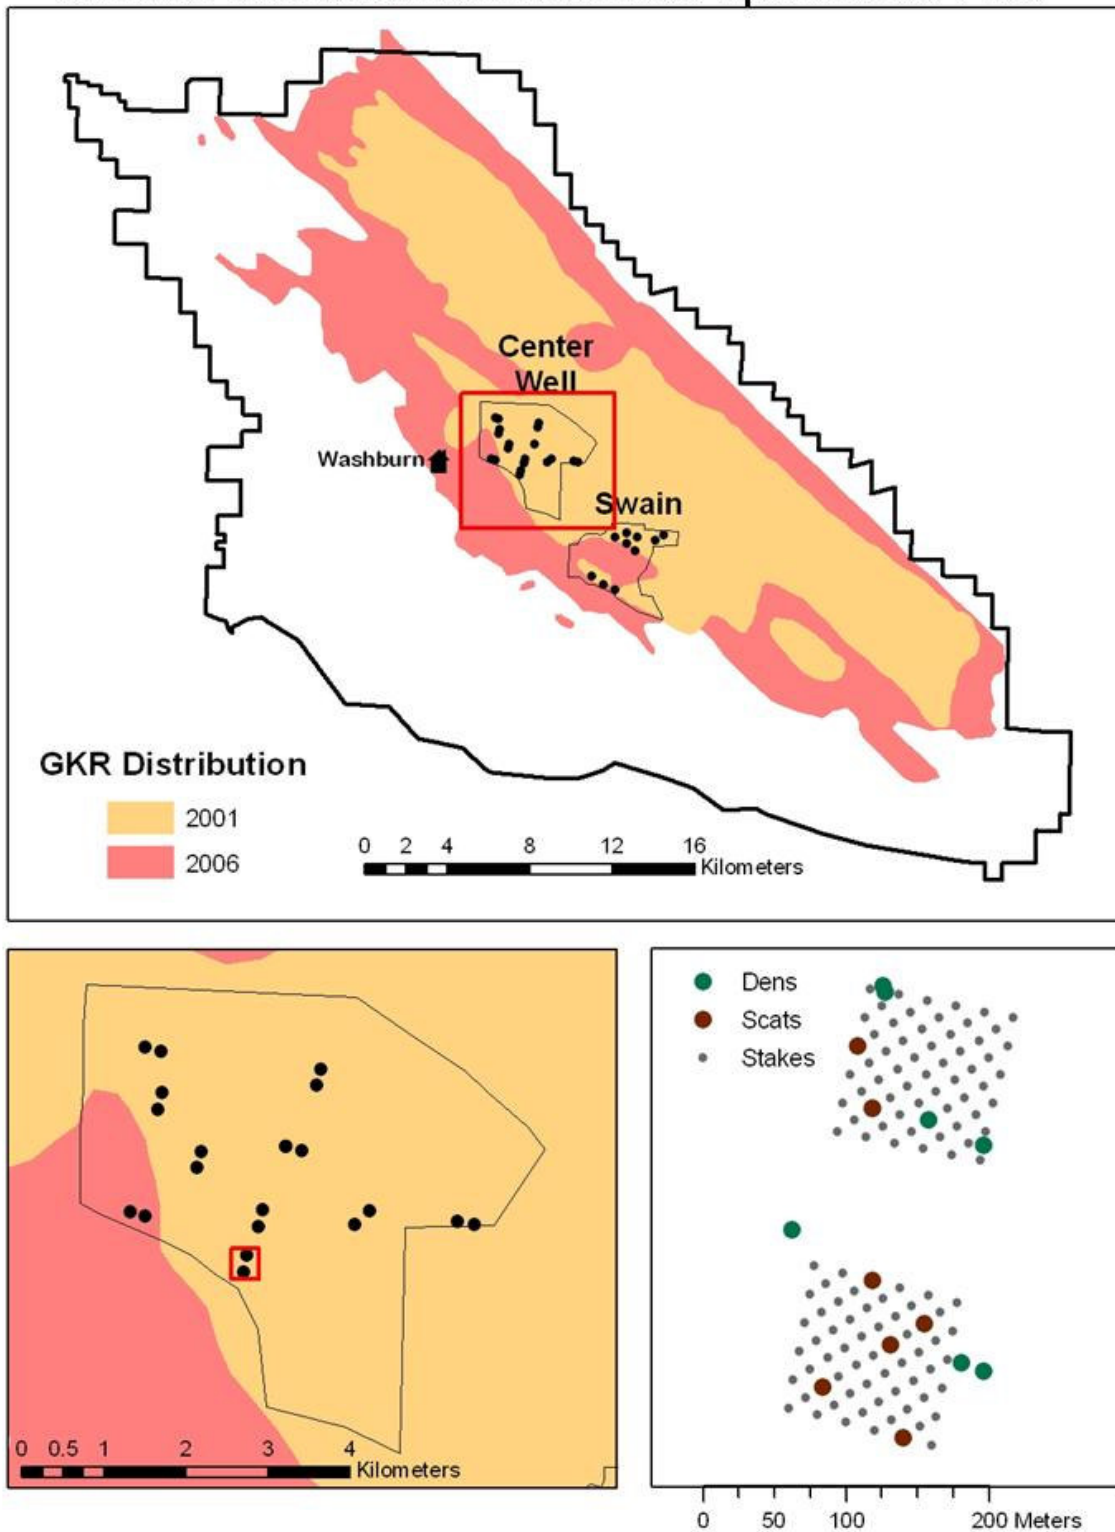 Center
Well
Washburn
Swain
GKR Distribution
2001
2006
0 2 4 8 12 16
Kilometers
Dens
Scats
Stakes
0 0.5 1 2 3 4
Kilometers
0 50 100 200 Meters